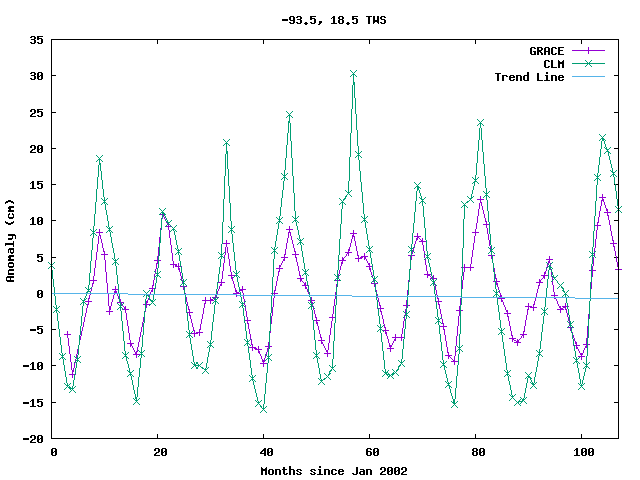 -93.5, 18.5 TWS
35
30
25
20
15
10
5
0
-5
-10
-15
-20
Anomaly (cm)
GRACE
CLM
Trend Line
0 20 40 60 80 100
Months since Jan 2002